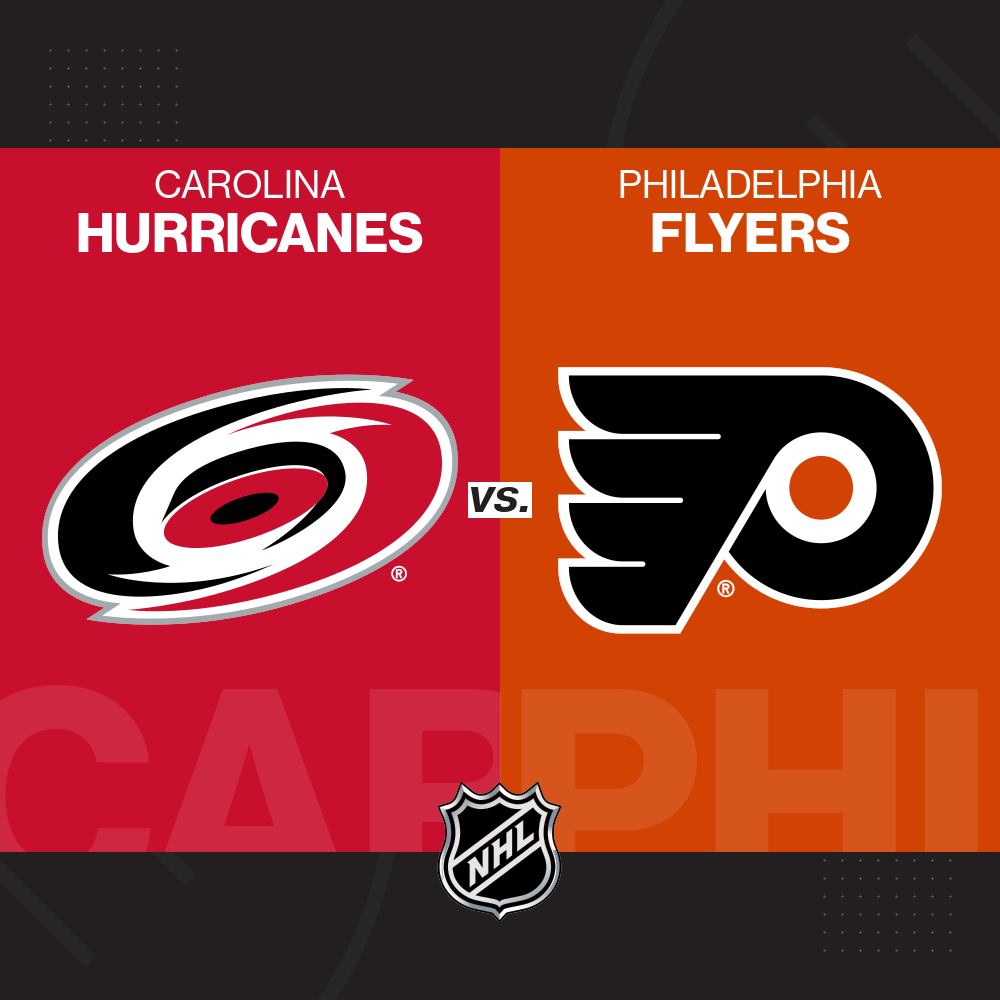 CAROLINA
HURRICANES
PHILADELPHIA
FLYERS
vs.
®
®
CAR
PHI
NHL